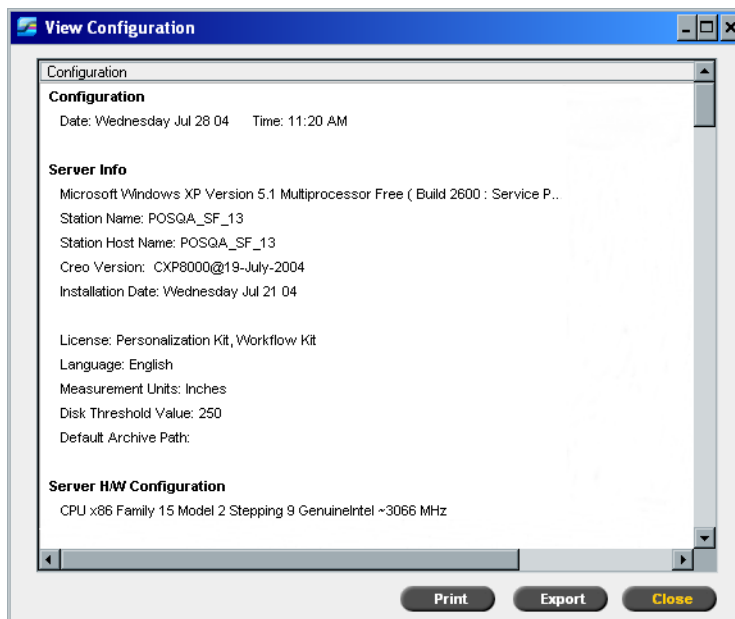 View Configuration
Configuration
Configuration
Date: Wednesday Jul 28 04 Time: 11:20 AM
Server Info
Microsoft Windows XP Version 5.1 Multiprocessor Free ( Build 2600 : Service P..
Station Name: POSQA_SF_13
Station Host Name: POSQA_SF_13
Creo Version: CXP8000@19-July-2004
Installation Date: Wednesday Jul 21 04
License: Personalization Kit, Workflow Kit
Language: English
Measurement Units: Inches
Disk Threshold Value: 250
Default Archive Path:
Server H/W Configuration
CPU x86 Family 15 Model 2 Stepping 9 GenuineIntel ~3066 MHz
Print Export Close